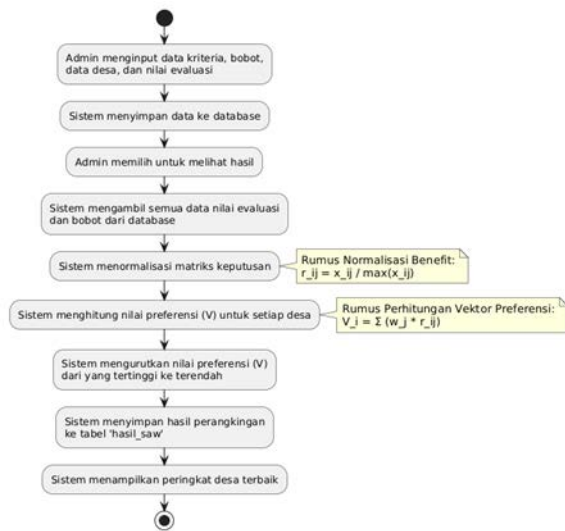 Admin menginput data kriteria, bobot,
data desa, dan nilai evaluasi
Sistem menyimpan data ke database
Admin memilih untuk melihat hasil
Sistem mengambil semua data nilai evaluasi
dan bobot dari database
Sistem menormalisasi matriks keputusan
Rumus Normalisasi Benefit:
r_ij = x_ij / max(x_ij)
Sistem menghitung nilai preferensi (V) untuk setiap desa
Rumus Perhitungan Vektor Preferensi:
V_i = Σ (w_j * r_ij)
Sistem mengurutkan nilai preferensi (V)
dari yang tertinggi ke terendah
Sistem menyimpan hasil perangkingan
ke tabel 'hasil_saw'
Sistem menampilkan peringkat desa terbaik